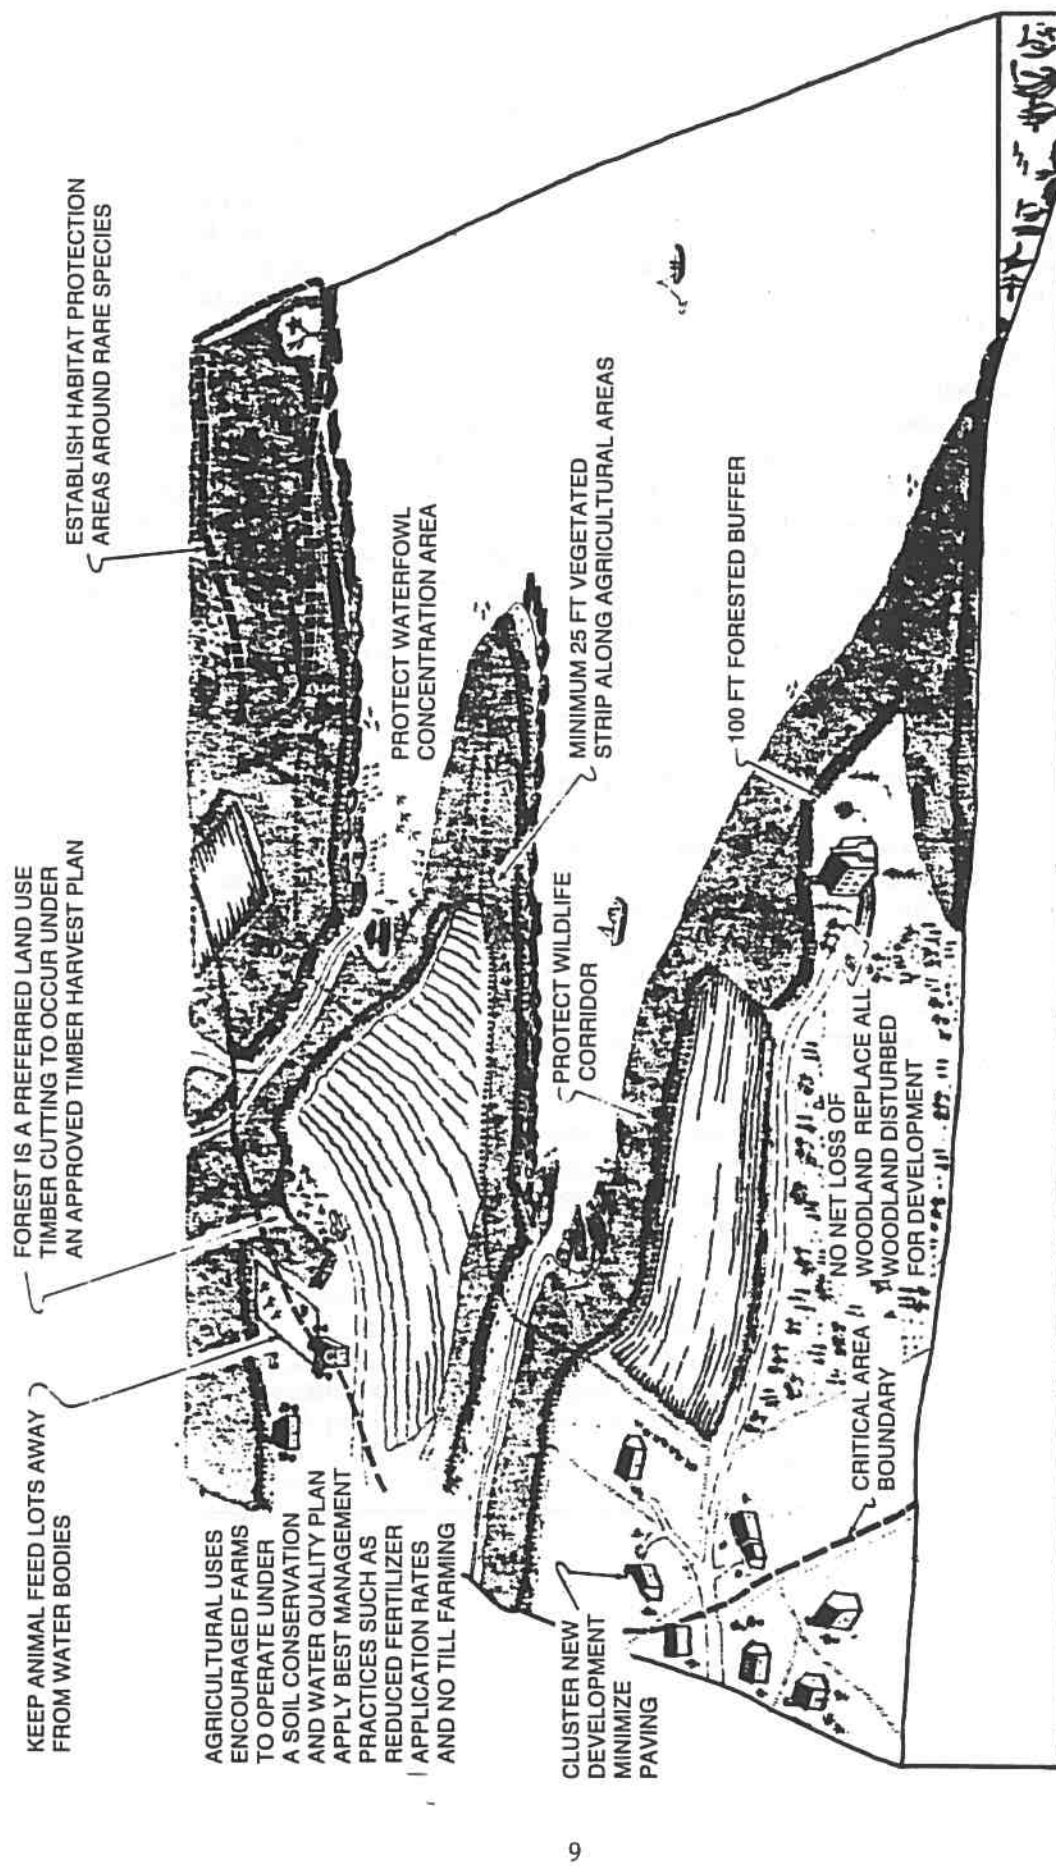 KEEP ANIMAL FEED LOTS AWAY
FROM WATER BODIES
FOREST IS A PREFERRED LAND USE
TIMBER CUTTING TO OCCUR UNDER
AN APPROVED TIMBER HARVEST PLAN
ESTABLISH HABITAT PROTECTION
AREAS AROUND RARE SPECIES
AGRICULTURAL USES
ENCOURAGED FARMS
TO OPERATE UNDER
A SOIL CONSERVATION
AND WATER QUALITY PLAN
APPLY BEST MANAGEMENT
PRACTICES SUCH AS
REDUCED FERTILIZER
APPLICATION RATES
AND NO TILL FARMING
PROTECT WATERFOWL
CONCENTRATION AREA
MINIMUM 25 FT VEGETATED
STRIP ALONG AGRICULTURAL AREAS
PROTECT WILDLIFE
CORRIDOR
100 FT FORESTED BUFFER
CLUSTER NEW
DEVELOPMENT
MINIMIZE
PAVING
NO NET LOSS OF
WOODLAND REPLACE ALL
WOODLAND DISTURBED
FOR DEVELOPMENT
CRITICAL AREA
BOUNDARY
9